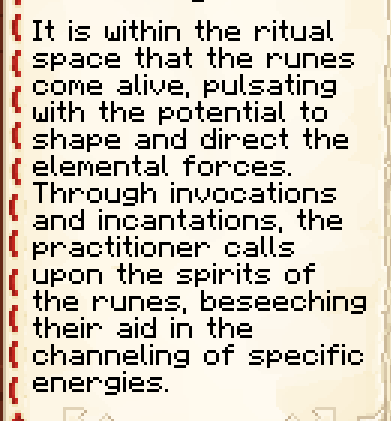 It is within the ritual
space that the runes
come alive, pulsating
with the potential to
shape and direct the
elemental forces.
Through invocations
and incantations, the
practitioner calls
upon the spirits of
the runes, beseeching
their aid in the
channeling of specific
energies.